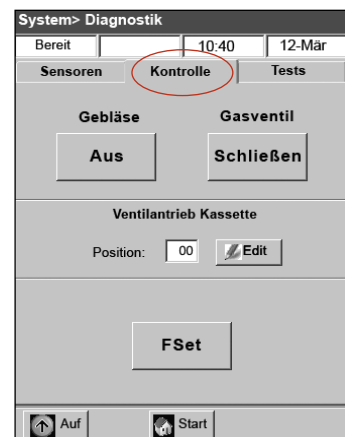 System> Diagnostik
Bereit 10:40 12-Mär
Sensoren Kontrolle Tests
Gebläse Gasventil
Aus Schließen
Ventilantrieb Kassette
Position: 00 Edit
FSet
Auf Start